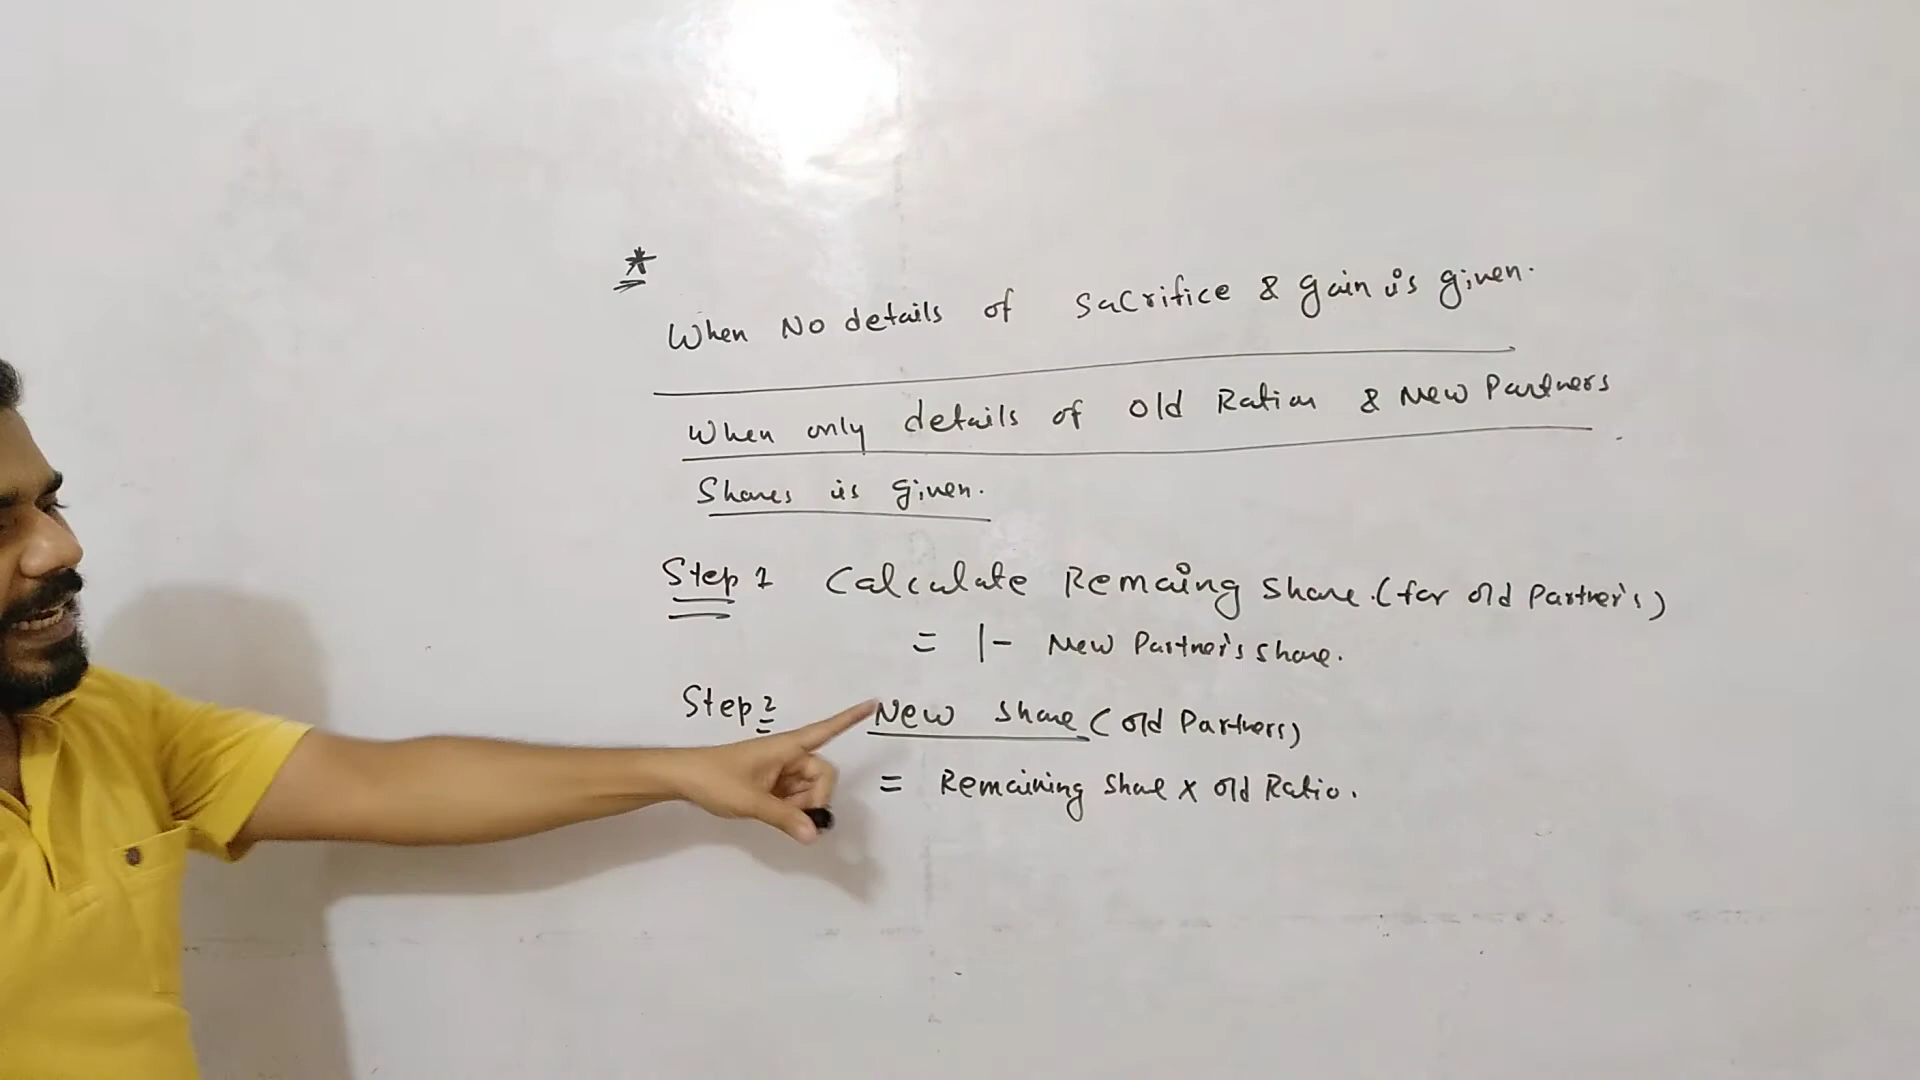 *
When No details of Sacrifice & gain is given.
When only details of old Ration & New Partners
Shares is given.
Step 1 Calculate Remaing Share. (for old Partner's)
= 1- New Partner's share.
Step 2 New Share (old Partners)
= Remaining Share x old Ratio.